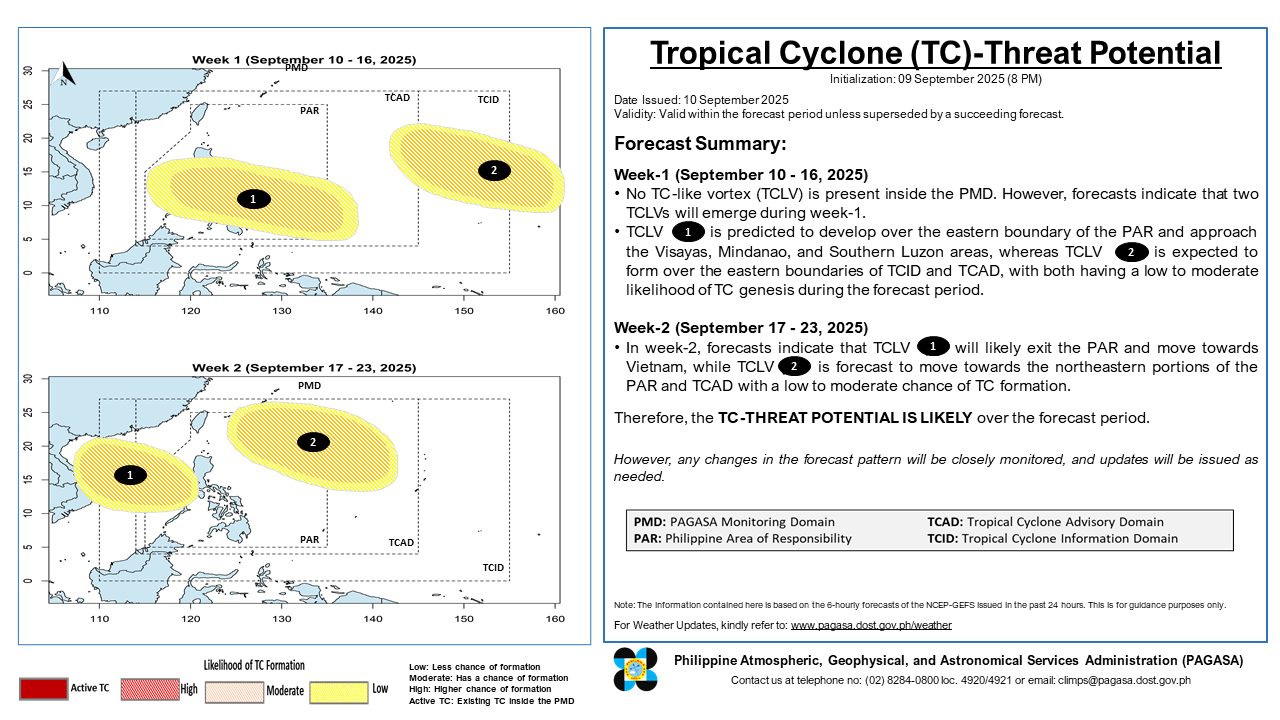 Week 1 (September 10 - 16, 2025)
PMD
N
TCAD
TCID
PAR
30
25
20
15
10
5
0
1
2
110
120
130
140
150
160
Week 2 (September 17 - 23, 2025)
PMD
30
25
20
15
10
5
0
2
1
PAR
TCAD
TCID
110
120
130
140
150
160
Likelihood of TC Formation
Active TC
High
Moderate
Low
Low: Less chance of formation
Moderate: Has a chance of formation
High: Higher chance of formation
Active TC: Existing TC inside the PMD
Tropical Cyclone (TC)-Threat Potential
Initialization: 09 September 2025 (8 PM)
Date Issued: 10 September 2025
Validity: Valid within the forecast period unless superseded by a succeeding forecast.
Forecast Summary:
Week-1 (September 10 - 16, 2025)
• No TC-like vortex (TCLV) is present inside the PMD. However, forecasts indicate that two
TCLVs will emerge during week-1.
• TCLV 1 is predicted to develop over the eastern boundary of the PAR and approach
the Visayas, Mindanao, and Southern Luzon areas, whereas TCLV 2 is expected to
form over the eastern boundaries of TCID and TCAD, with both having a low to moderate
likelihood of TC genesis during the forecast period.
Week-2 (September 17 - 23, 2025)
• In week-2, forecasts indicate that TCLV 1 will likely exit the PAR and move towards
Vietnam, while TCLV 2 is forecast to move towards the northeastern portions of the
PAR and TCAD with a low to moderate chance of TC formation.
Therefore, the TC-THREAT POTENTIAL IS LIKELY over the forecast period.
However, any changes in the forecast pattern will be closely monitored, and updates will be issued as
needed.
PMD: PAGASA Monitoring Domain
TCAD: Tropical Cyclone Advisory Domain
PAR: Philippine Area of Responsibility
TCID: Tropical Cyclone Information Domain
Note: The information contained here is based on the 6-hourly forecasts of the NCEP-GEFS issued in the past 24 hours. This is for guidance purposes only.
For Weather Updates, kindly refer to: www.pagasa.dost.gov.ph/weather
Philippine Atmospheric, Geophysical, and Astronomical Services Administration (PAGASA)
Contact us at telephone no: (02) 8284-0800 loc. 4920/4921 or email: climps@pagasa.dost.gov.ph